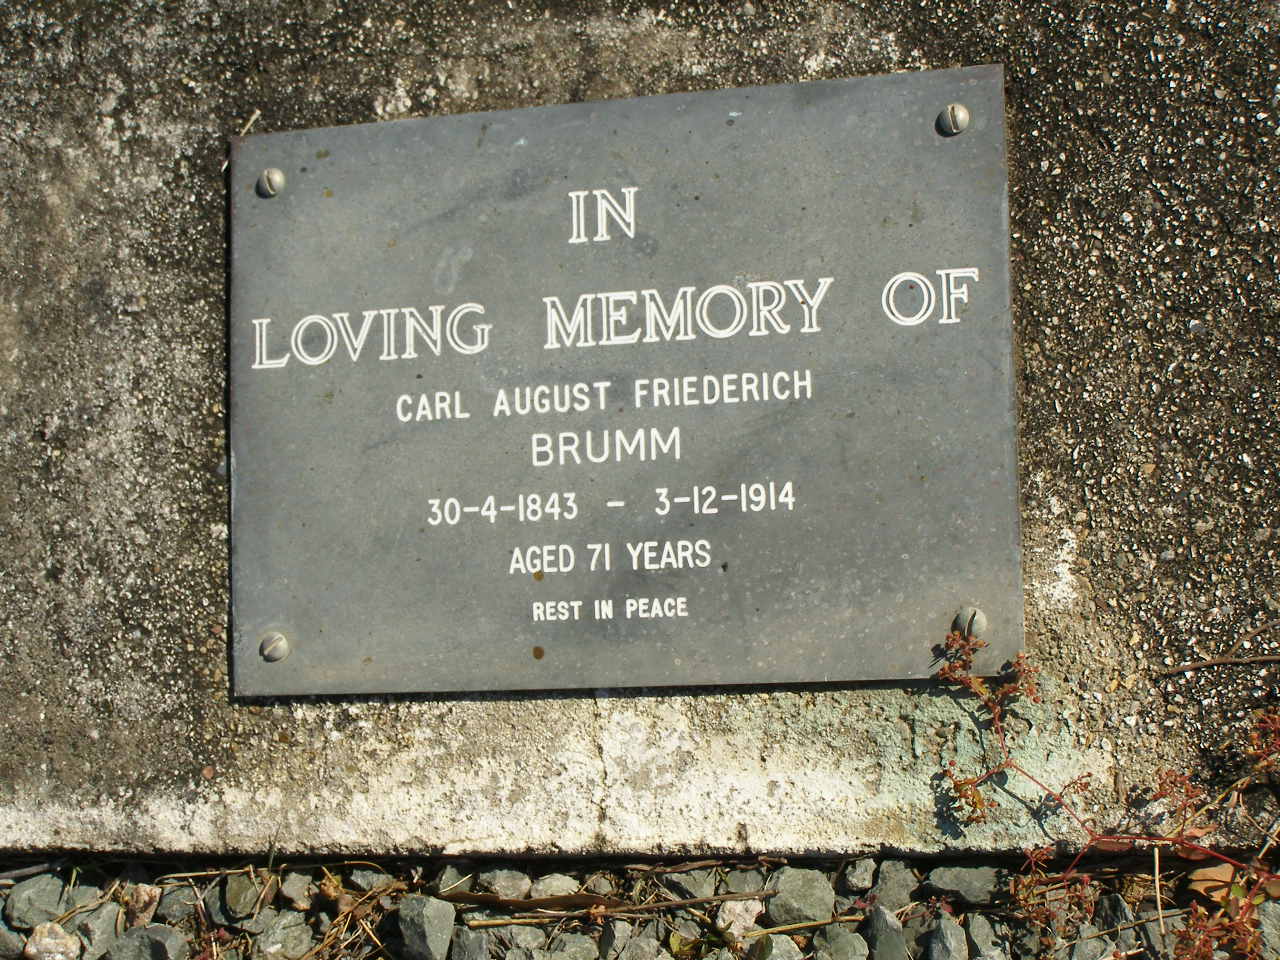 IN
LOVING MEMORY OF
CARL AUGUST FRIEDERICH
BRUMM
30-4-1843 - 3-12-1914
AGED 71 YEARS
REST IN PEACE